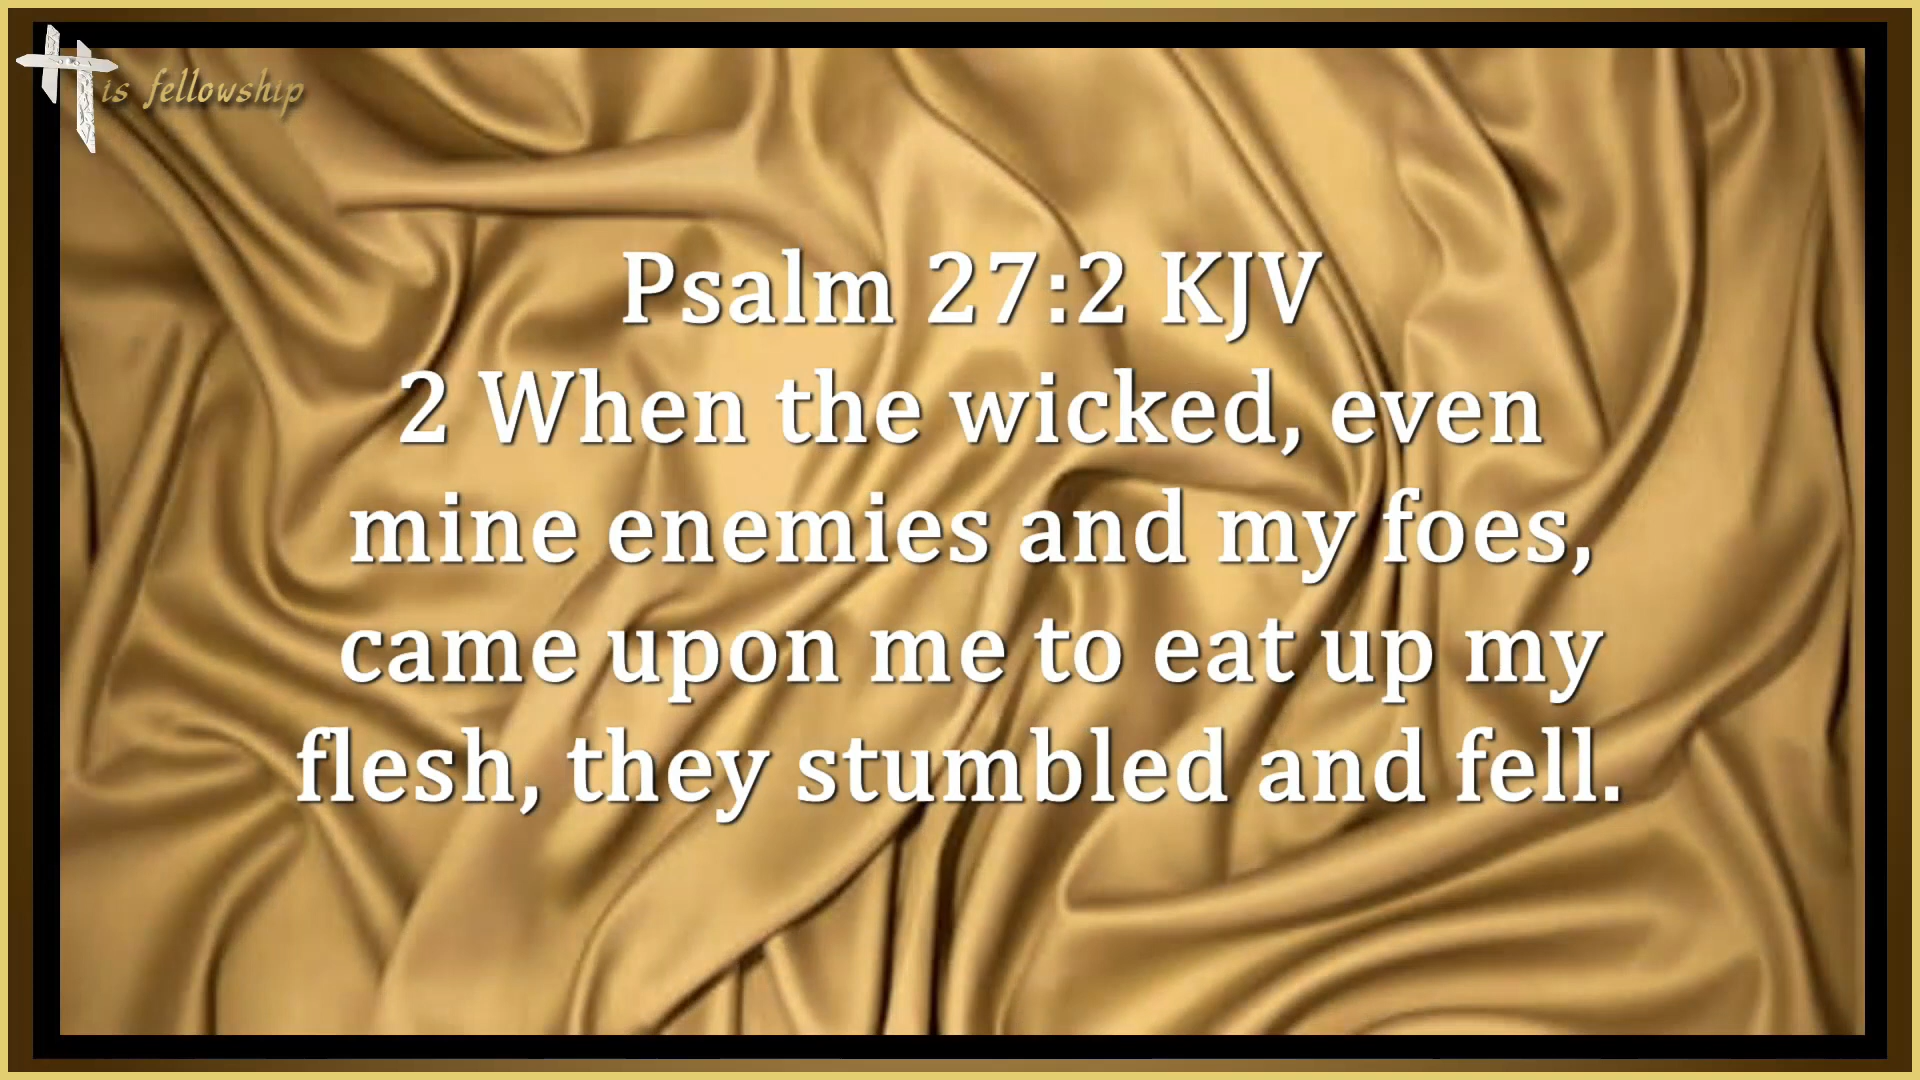 His fellowship
Psalm 27:2 KJV
2 When the wicked, even
mine enemies and my foes,
came upon me to eat up my
flesh, they stumbled and fell.